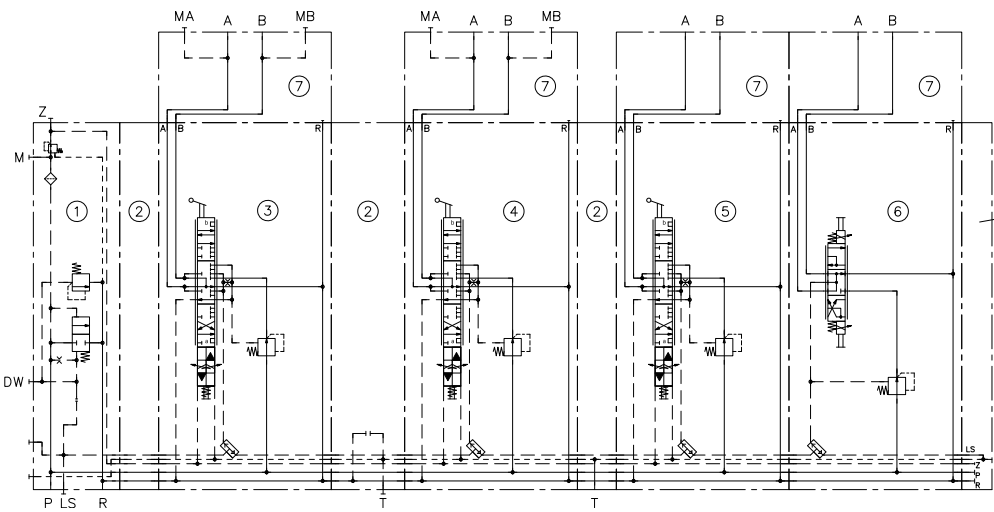 MA A B MB MA A B MB A B A B
7 7 7 7
Z
A B R A B R A B R A B R
M
1 2 3 2 4 2 5 6
b b b
a a a
DW
LS
Z
P
R
P LS R T T